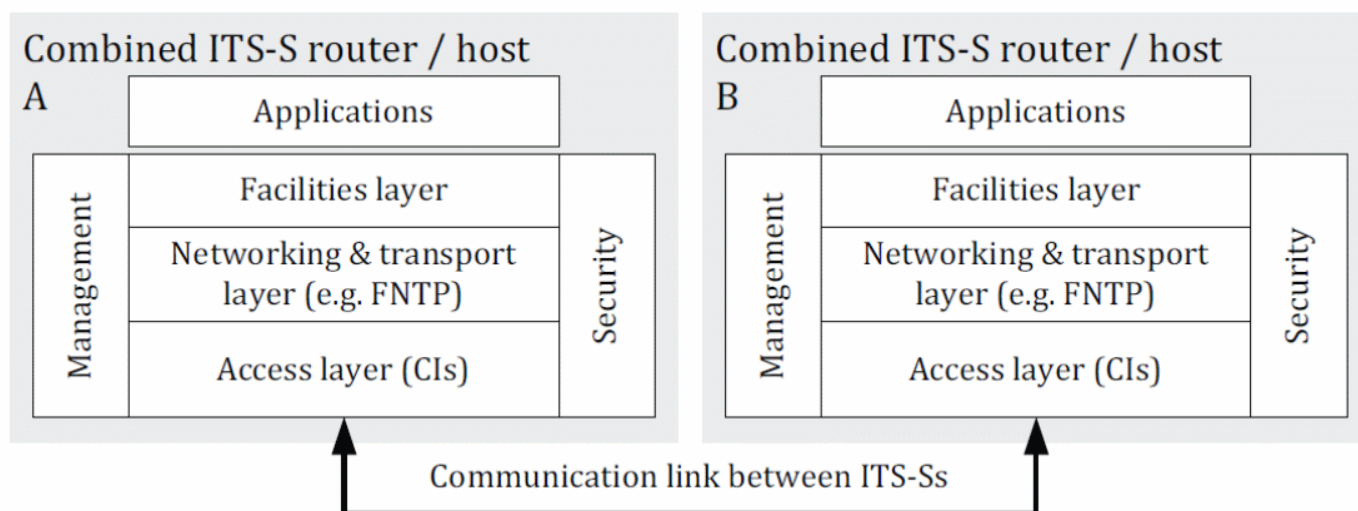 Combined ITS-S router / host
A
Applications
Management
Facilities layer
Networking & transport
layer (e.g. FNTP)
Access layer (CIs)
Security
Combined ITS-S router / host
B
Applications
Management
Facilities layer
Networking & transport
layer (e.g. FNTP)
Access layer (CIs)
Security
Communication link between ITS-Ss